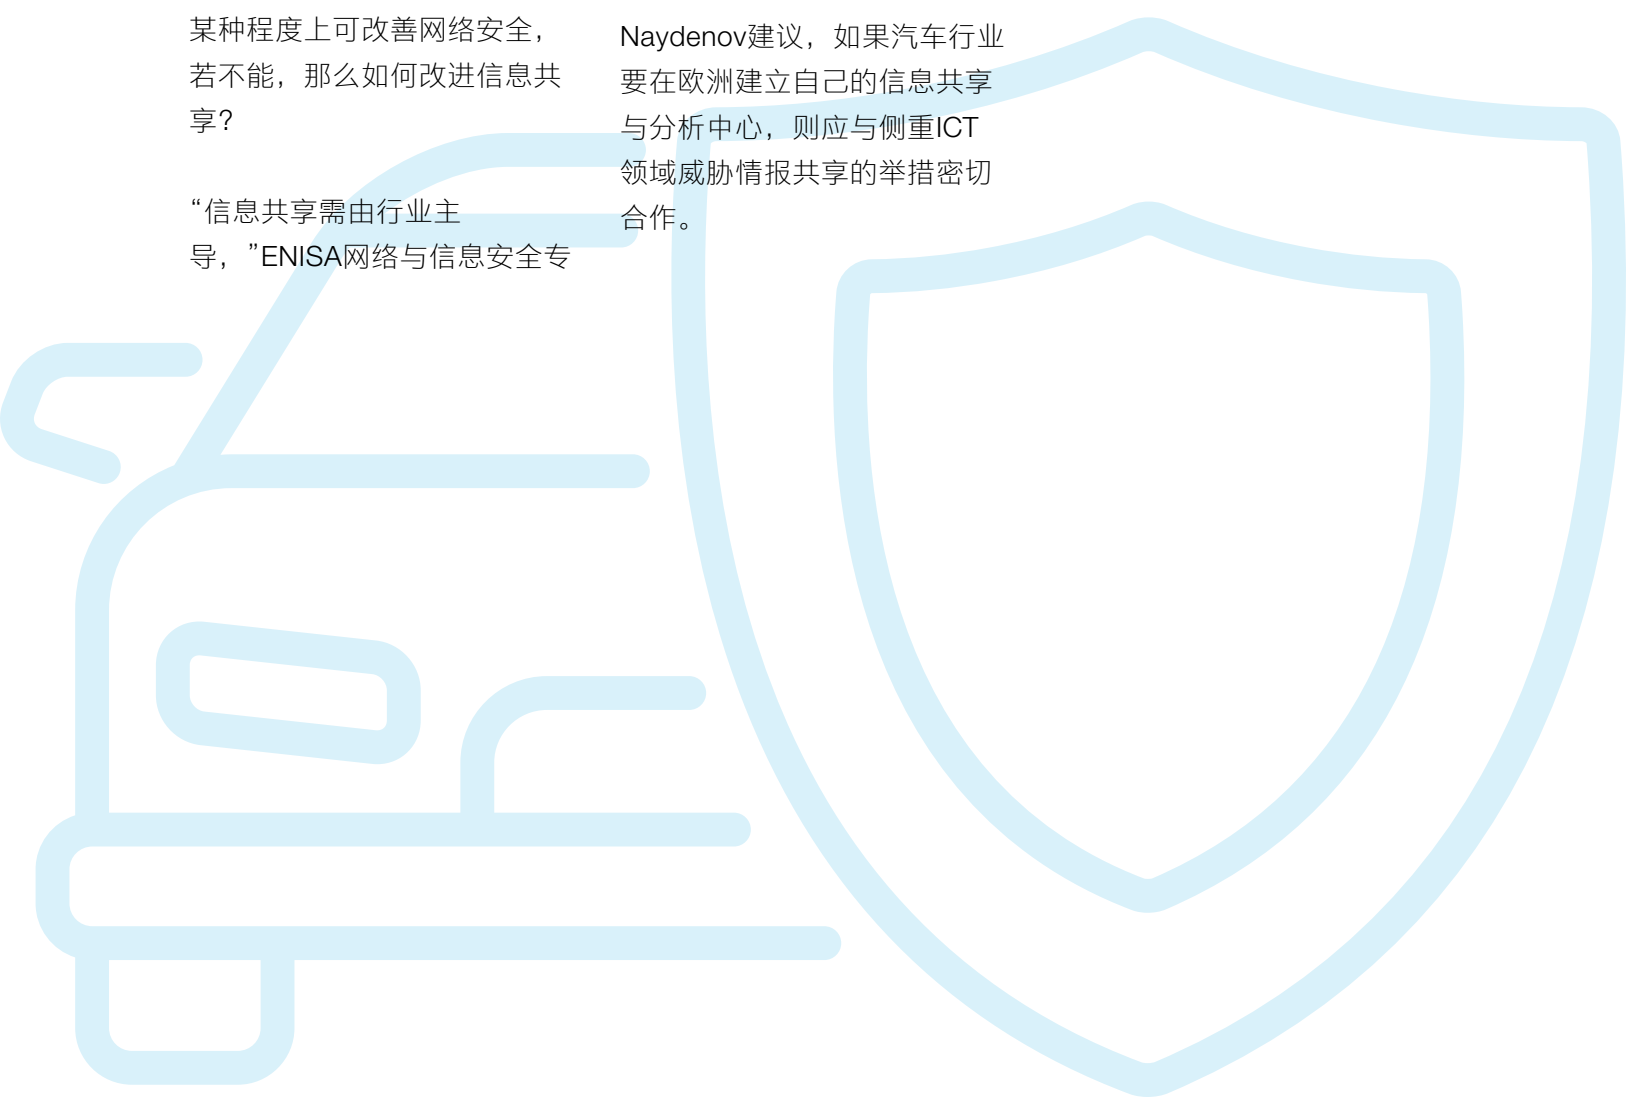 某种程度上可改善网络安全，
若不能，那么如何改进信息共
享？
“信息共享需由行业主
导，”ENISA网络与信息安全专
Naydenov建议，如果汽车行业
要在欧洲建立自己的信息共享
与分析中心，则应与侧重ICT
领域威胁情报共享的举措密切
合作。